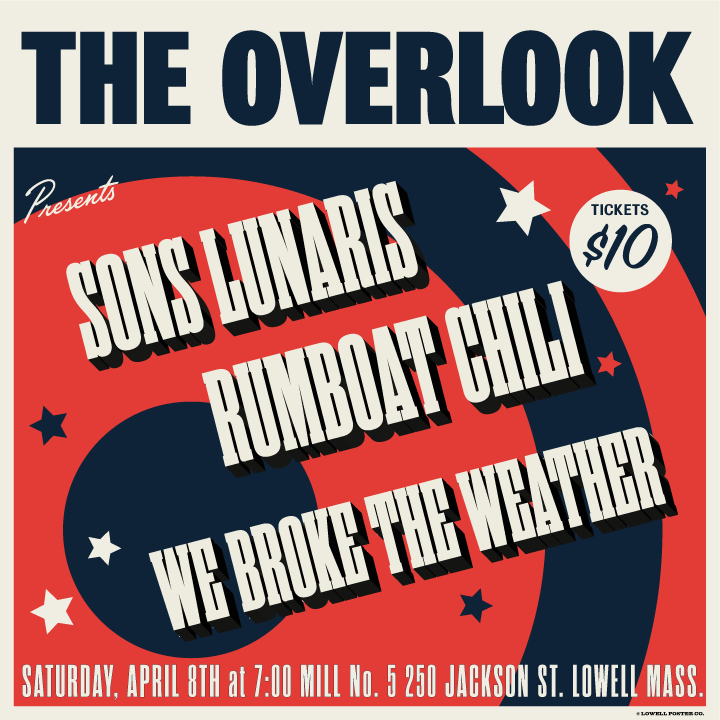 THE OVERLOOK
Presents
SONS LUNARIS
TICKETS
$10
RUMBOAT CHILI
WE BROKE THE WEATHER
SATURDAY, APRIL 8TH at 7:00 MILL No. 5 250 JACKSON ST. LOWELL MASS.
© LOWELL POSTER CO.